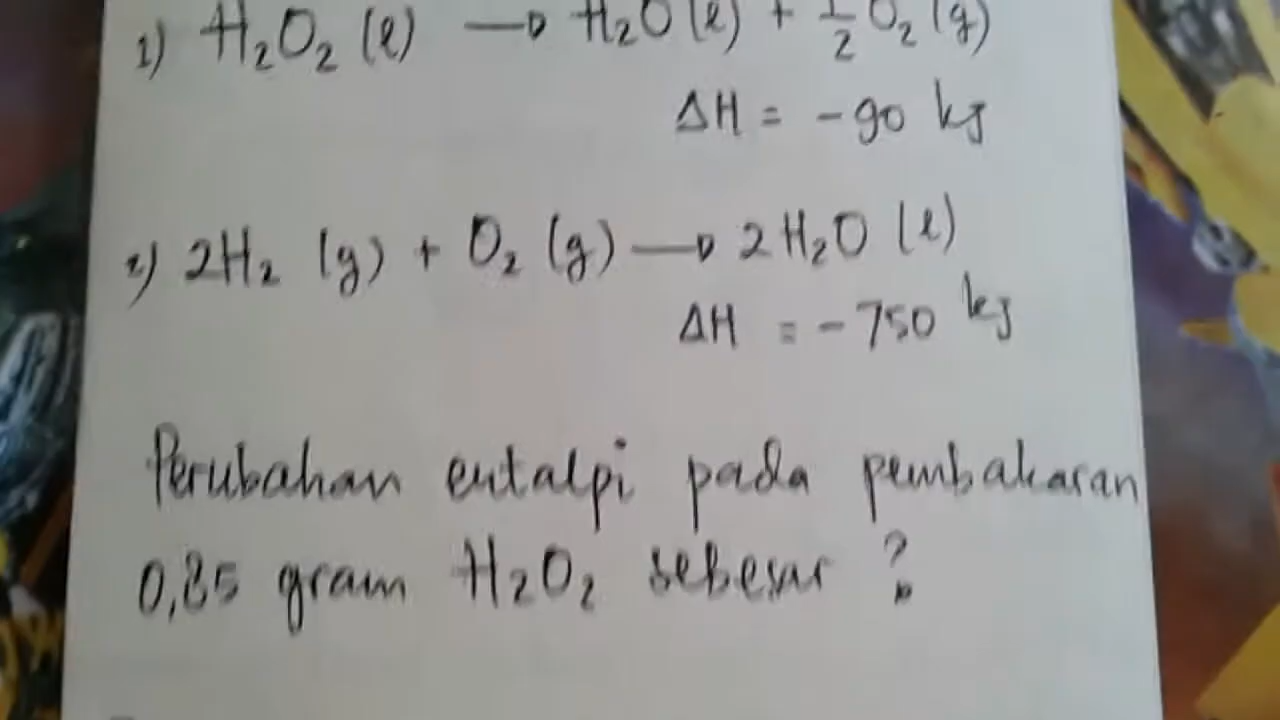 1) H₂O₂ (l) → H₂O (l) + 1/2 O₂ (g)
ΔH = -90 kJ
2) 2H₂ (g) + O₂ (g) → 2H₂O (l)
ΔH = -750 kJ
Perubahan entalpi pada pembakaran
0,85 gram H₂O₂ sebesar ?